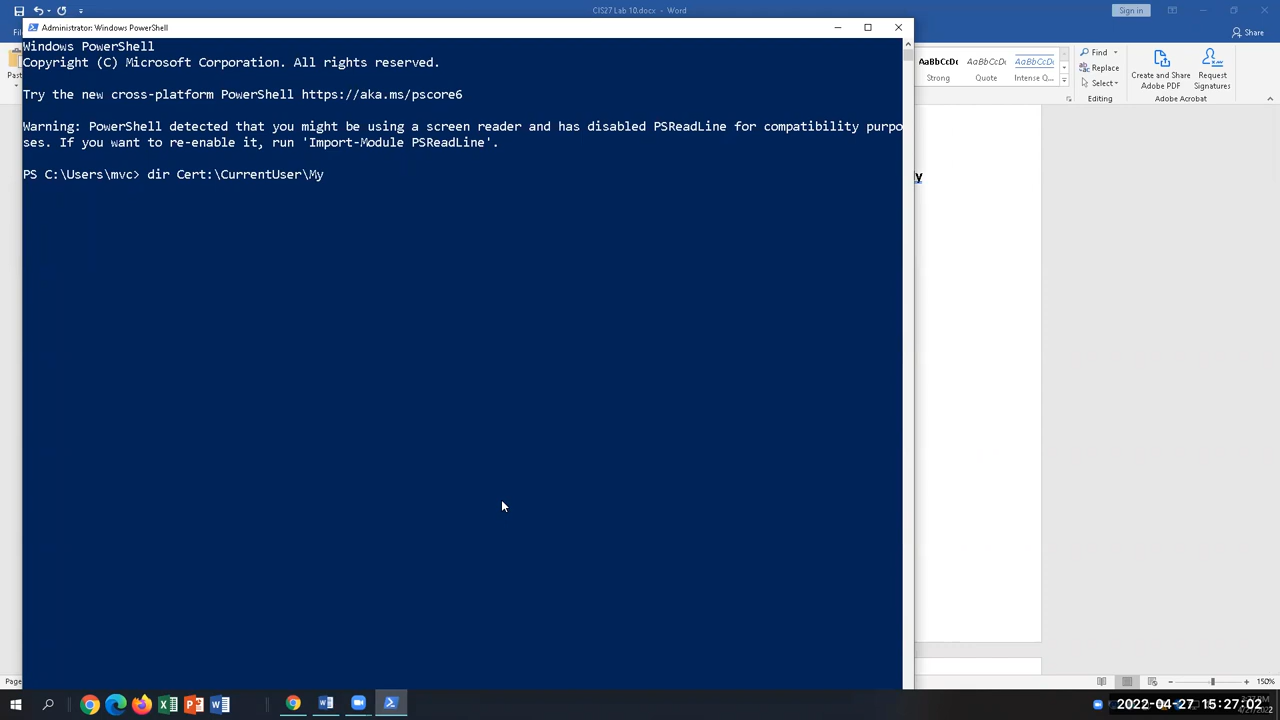 CIS27 Lab 10.docx - Word
Sign in
Administrator: Windows PowerShell
Share
Windows PowerShell
Copyright (C) Microsoft Corporation. All rights reserved.
Try the new cross-platform PowerShell https://aka.ms/pscore6
Warning: PowerShell detected that you might be using a screen reader and has disabled PSReadLine for compatibility purpo
ses. If you want to re-enable it, run 'Import-Module PSReadLine'.
PS C:\Users\mvc> dir Cert:\CurrentUser\My
AaBbCcDc AaBbCcDc AaBbCcDc
Strong Quote Intense Q...
Find
Replace
Select
Editing
Create and Share
Adobe PDF
Request
Signatures
Adobe Acrobat
Past
y
Page
150%
2022-04-27 15:27:02